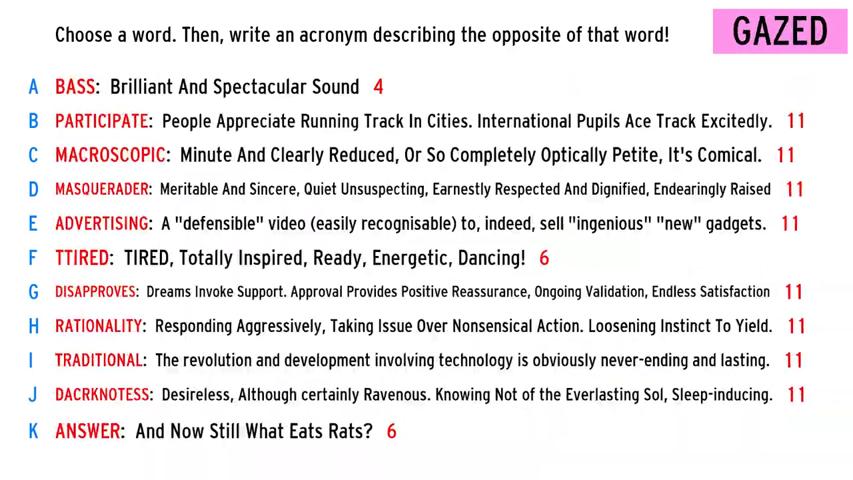 Choose a word. Then, write an acronym describing the opposite of that word!
GAZED
A BASS: Brilliant And Spectacular Sound 4
B PARTICIPATE: People Appreciate Running Track In Cities. International Pupils Ace Track Excitedly. 11
C MACROSCOPIC: Minute And Clearly Reduced, Or So Completely Optically Petite, It's Comical. 11
D MASQUERADER: Meritable And Sincere, Quiet Unsuspecting, Earnestly Respected And Dignified, Endearingly Raised 11
E ADVERTISING: A "defensible" video (easily recognisable) to, indeed, sell "ingenious" "new" gadgets. 11
F TTIRED: TIRED, Totally Inspired, Ready, Energetic, Dancing! 6
G DISAPPROVES: Dreams Invoke Support. Approval Provides Positive Reassurance, Ongoing Validation, Endless Satisfaction 11
H RATIONALITY: Responding Aggressively, Taking Issue Over Nonsensical Action. Loosening Instinct To Yield. 11
I TRADITIONAL: The revolution and development involving technology is obviously never-ending and lasting. 11
J DACRKNOTESS: Desireless, Although certainly Ravenous. Knowing Not of the Everlasting Sol, Sleep-inducing. 11
K ANSWER: And Now Still What Eats Rats? 6